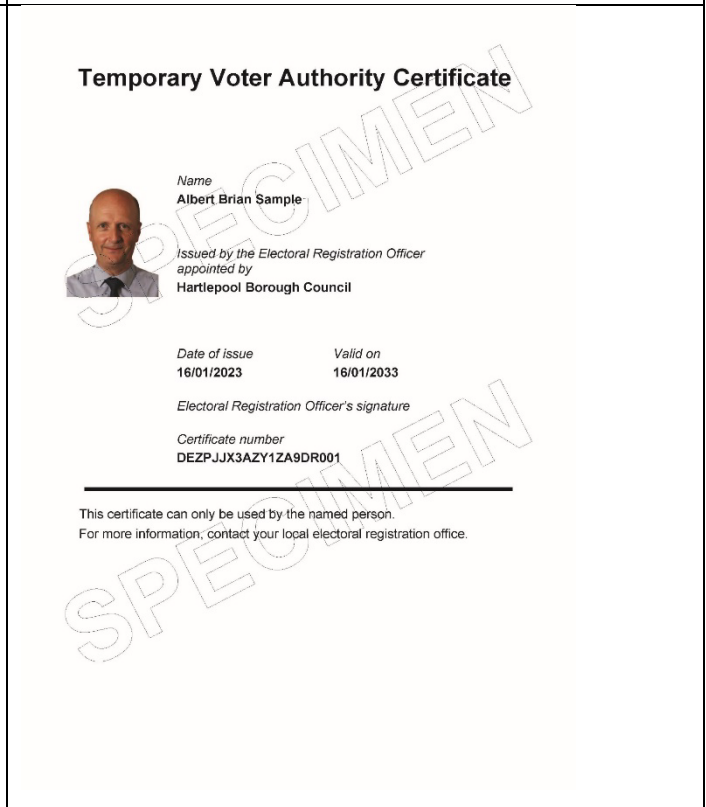 Temporary Voter Authority Certificate
Name
Albert Brian Sample
Issued by the Electoral Registration Officer
appointed by
Hartlepool Borough Council
Date of issue Valid on
16/01/2023 16/01/2033
Electoral Registration Officer's signature
Certificate number
DEZPJJX3AZY1ZA9DR001
This certificate can only be used by the named person.
For more information, contact your local electoral registration office.
SPECIMEN
SPECIMEN